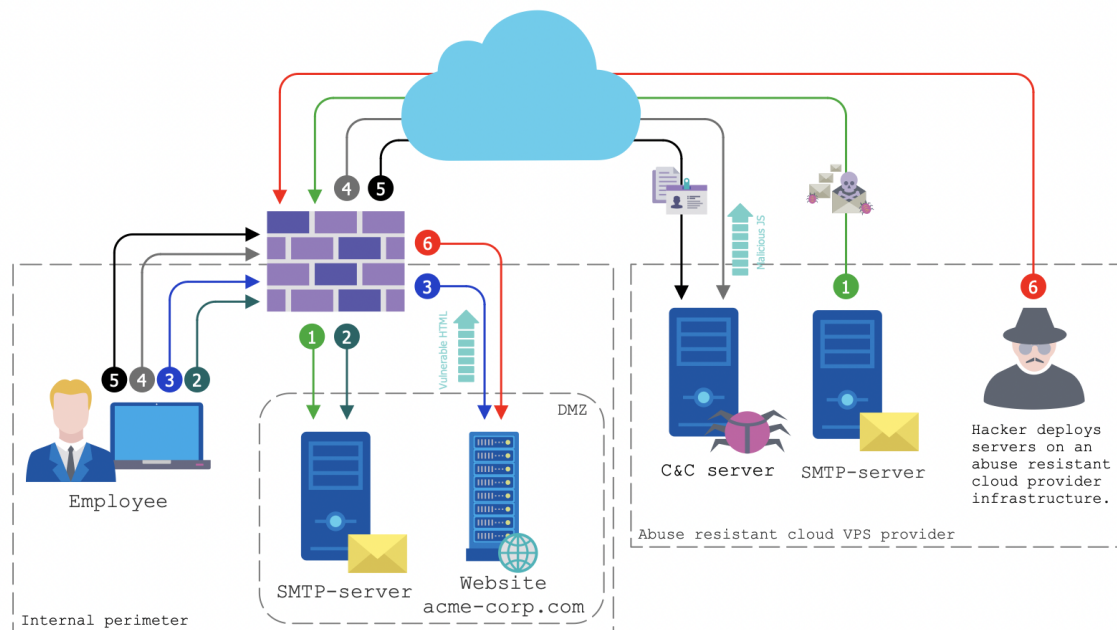 4
5
6
3
1
2
Vulnerable HTML
Malicious JS
1
6
5
4
3
2
Employee
DMZ
SMTP-server
Website
acme-corp.com
Internal perimeter
C&C server
SMTP-server
Hacker deploys
servers on an
abuse resistant
cloud provider
infrastructure.
Abuse resistant cloud VPS provider